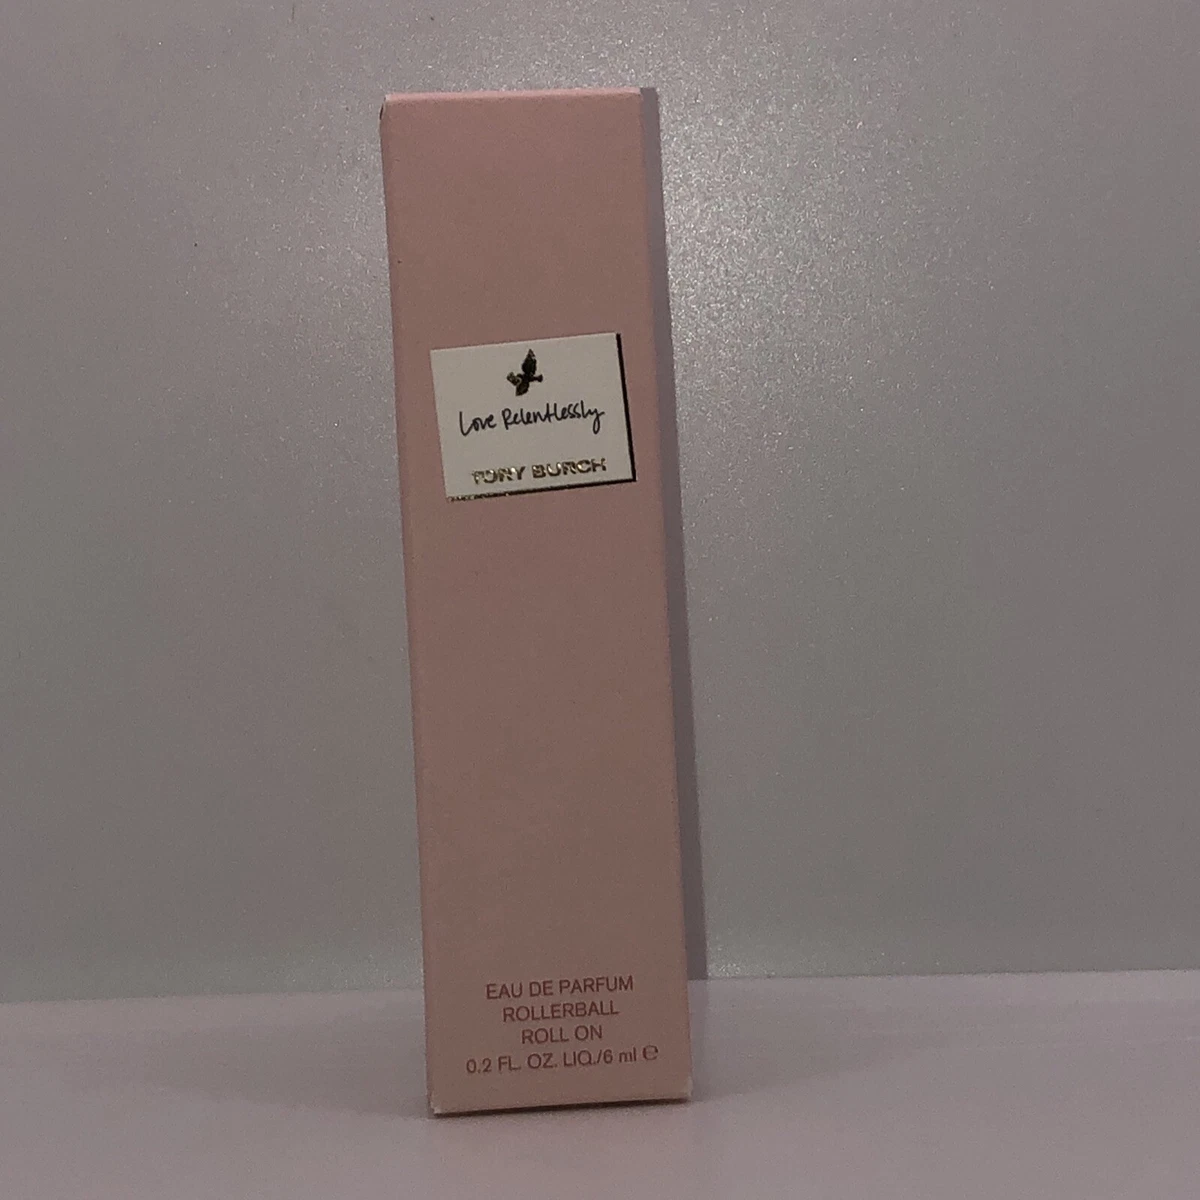 Love Relentlessly
TORY BURCH
EAU DE PARFUM
ROLLERBALL
ROLL ON
0.2 FL. OZ. LIQ./6 ml ℮